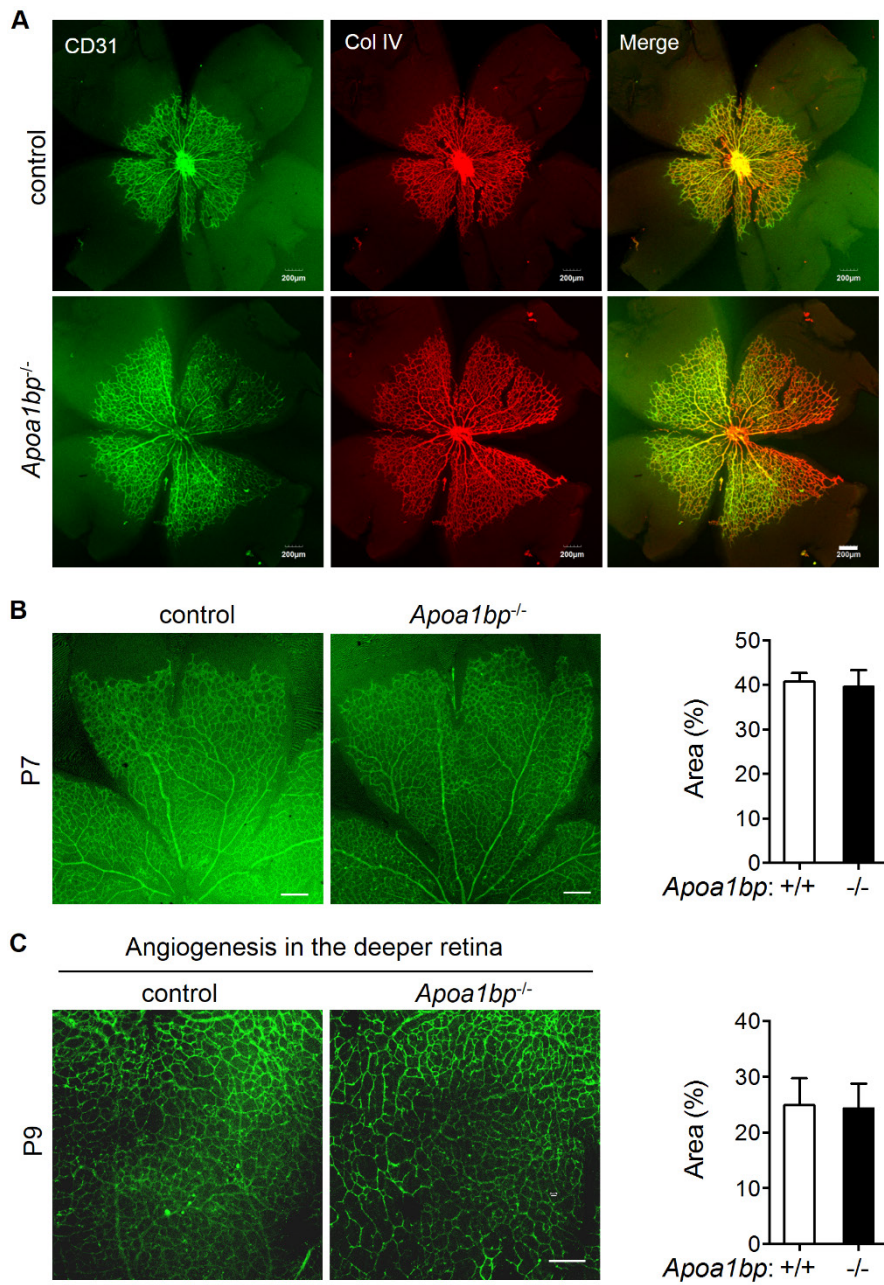 A
CD31
Col IV
Merge
control
200μm
200μm
200μm
Apoa1bp-/-
200μm
200μm
200μm
B
control
Apoa1bp-/-
P7
Area (%)
50
40
30
20
10
0
Apoa1bp: +/+ -/-
C
Angiogenesis in the deeper retina
control
Apoa1bp-/-
P9
Area (%)
40
30
20
10
0
Apoa1bp: +/+ -/-